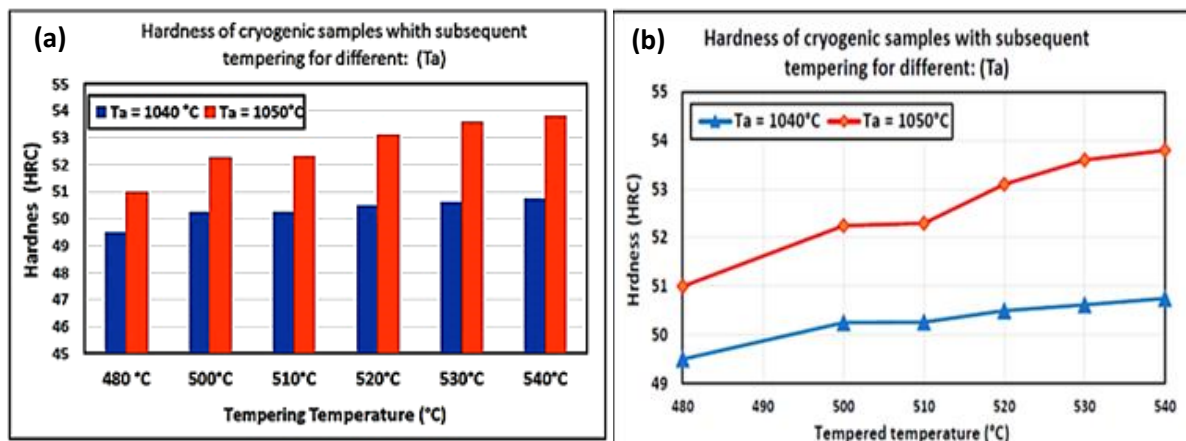 (a)
Hardness of cryogenic samples whith subsequent
tempering for different: (Ta)
55
54
53
52
51
50
49
48
47
46
45
Ta = 1040 °C
Ta = 1050°C
Hardnes (HRC)
480 °C 500°C 510°C 520°C 530°C 540°C
Tempering Temperature (°C)
(b)
Hardness of cryogenic samples with subsequent
tempering for different: (Ta)
55
54
53
52
51
50
49
Ta = 1040°C
Ta = 1050°C
Hrdness (HRC)
480 490 500 510 520 530 540
Tempered temperature (°C)